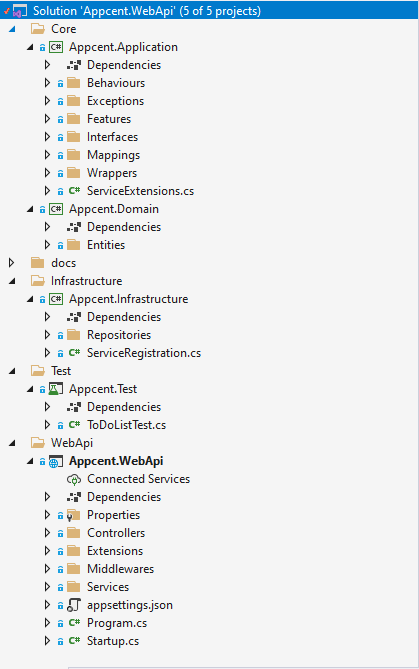 Solution 'Appcent.WebApi' (5 of 5 projects)
Core
C# Appcent.Application
Dependencies
Behaviours
Exceptions
Features
Interfaces
Mappings
Wrappers
C# ServiceExtensions.cs
C# Appcent.Domain
Dependencies
Entities
docs
Infrastructure
C# Appcent.Infrastructure
Dependencies
Repositories
C# ServiceRegistration.cs
Test
Appcent.Test
Dependencies
C# ToDoListTest.cs
WebApi
Appcent.WebApi
Connected Services
Dependencies
Properties
Controllers
Extensions
Middlewares
Services
appsettings.json
C# Program.cs
C# Startup.cs